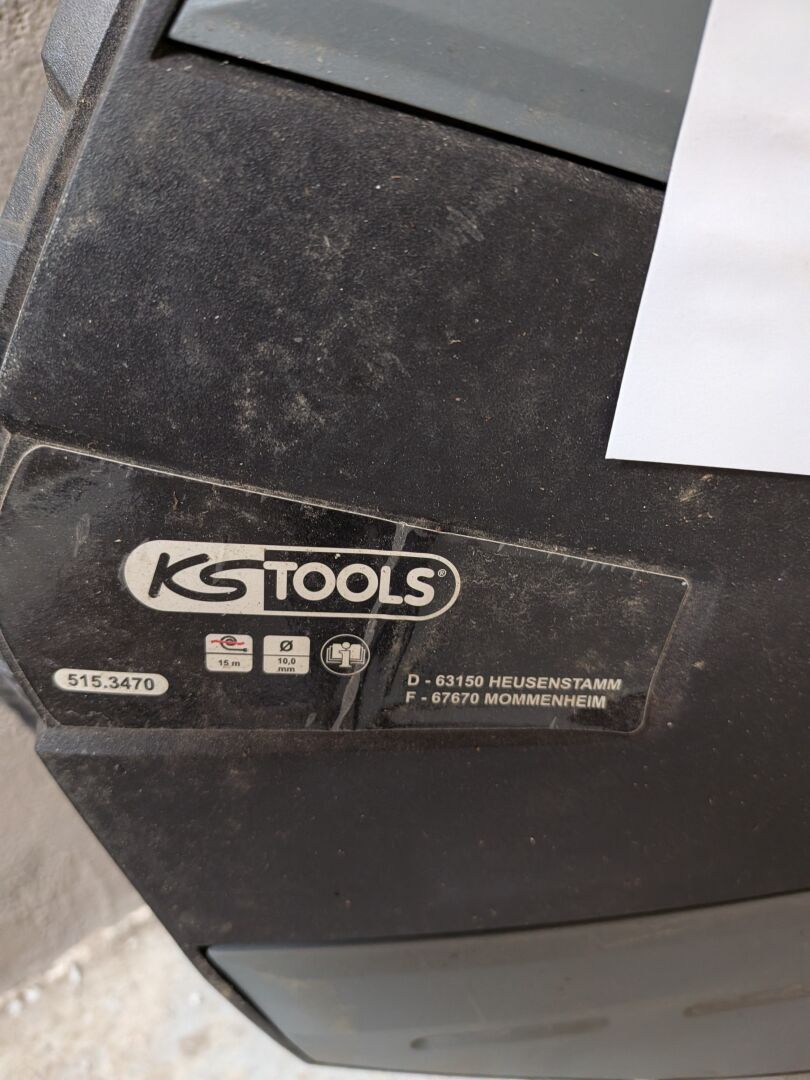 KS TOOLS®
15 m
Ø
10,0
mm
i
515.3470
D - 63150 HEUSENSTAMM
F - 67670 MOMMENHEIM